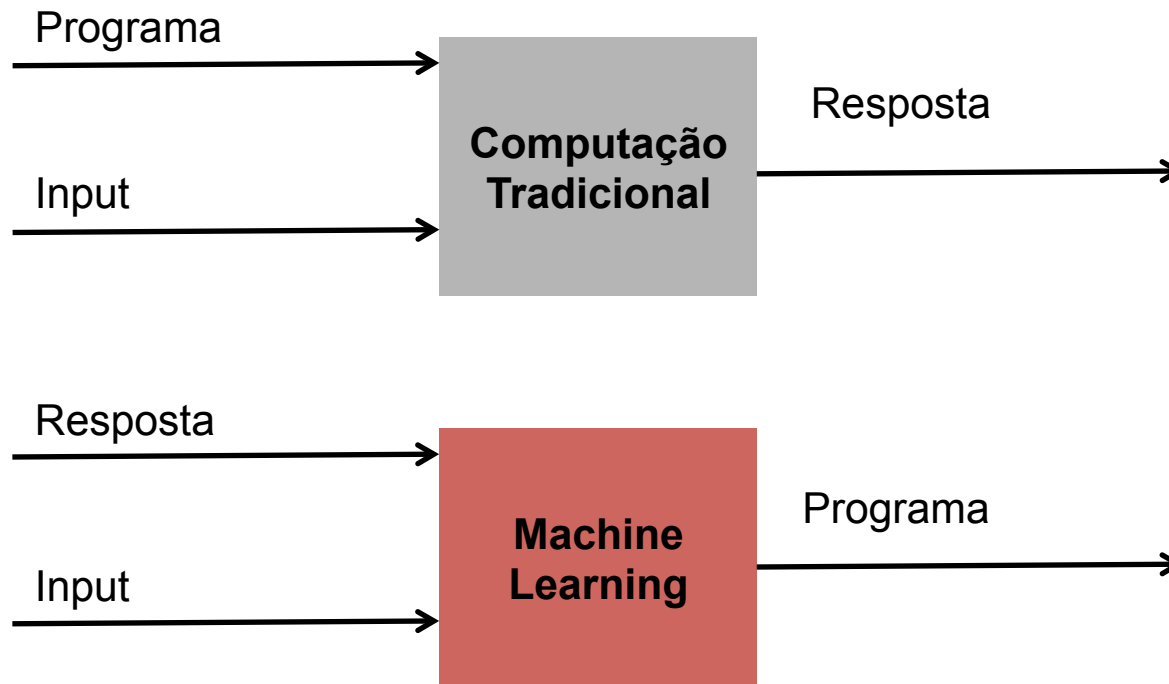 Programa
Input
Computação
Tradicional
Resposta
Resposta
Input
Machine
Learning
Programa